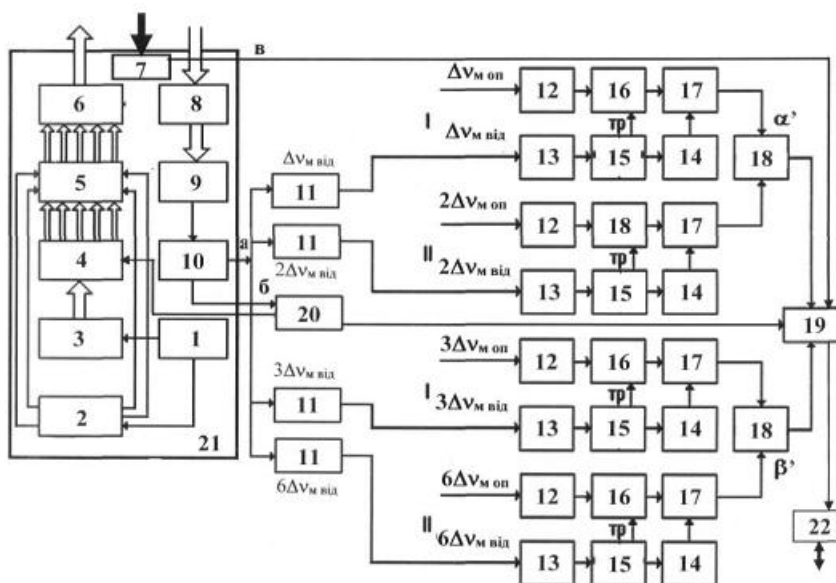 в
7
6
8
5
9
4
а
10
б
3
1
2
21
Δνм від
11
11
2Δνм від
20
3Δνм від
11
11
6Δνм від
Δνм оп
12
16
17
I
Δνм від
тр
13
15
14
α’
18
2Δνм оп
12
18
17
II
2Δνм від
тр
13
15
14
19
3Δνм оп
12
16
17
I
3Δνм від
тр
13
15
14
18
β’
6Δνм оп
12
16
17
II
6Δνм від
тр
13
15
14
22